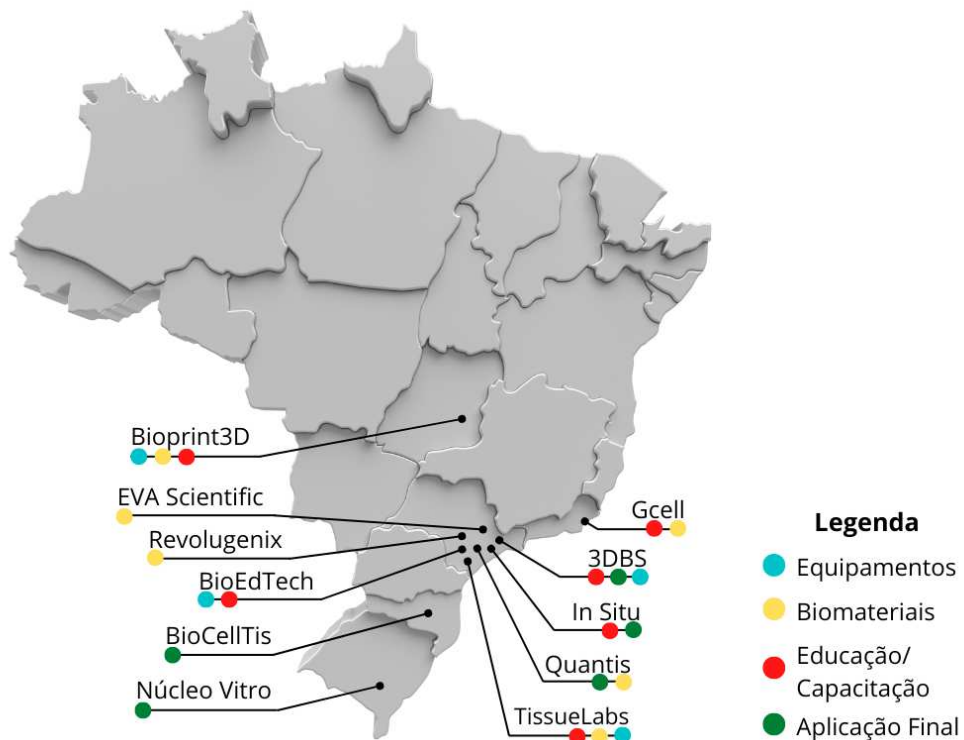 Bioprint3D
EVA Scientific
Revolugenix
BioEdTech
BioCellTis
Núcleo Vitro
Gcell
3DBS
In Situ
Quantis
TissueLabs
Legenda
Equipamentos
Biomateriais
Educação/
Capacitação
Aplicação Final